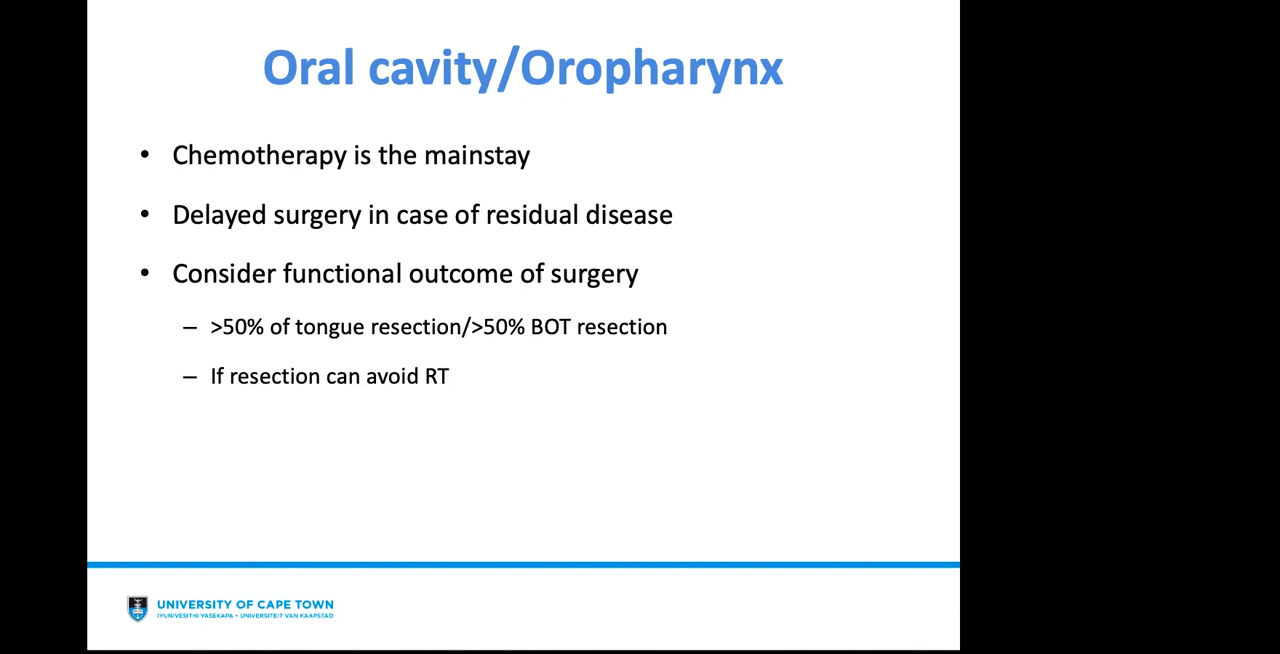 Oral cavity/Oropharynx
• Chemotherapy is the mainstay
• Delayed surgery in case of residual disease
• Consider functional outcome of surgery
– >50% of tongue resection/>50% BOT resection
– If resection can avoid RT
UNIVERSITY OF CAPE TOWN
IYUNIVESITHI YASEKAPA • UNIVERSITEIT VAN KAAPSTAD